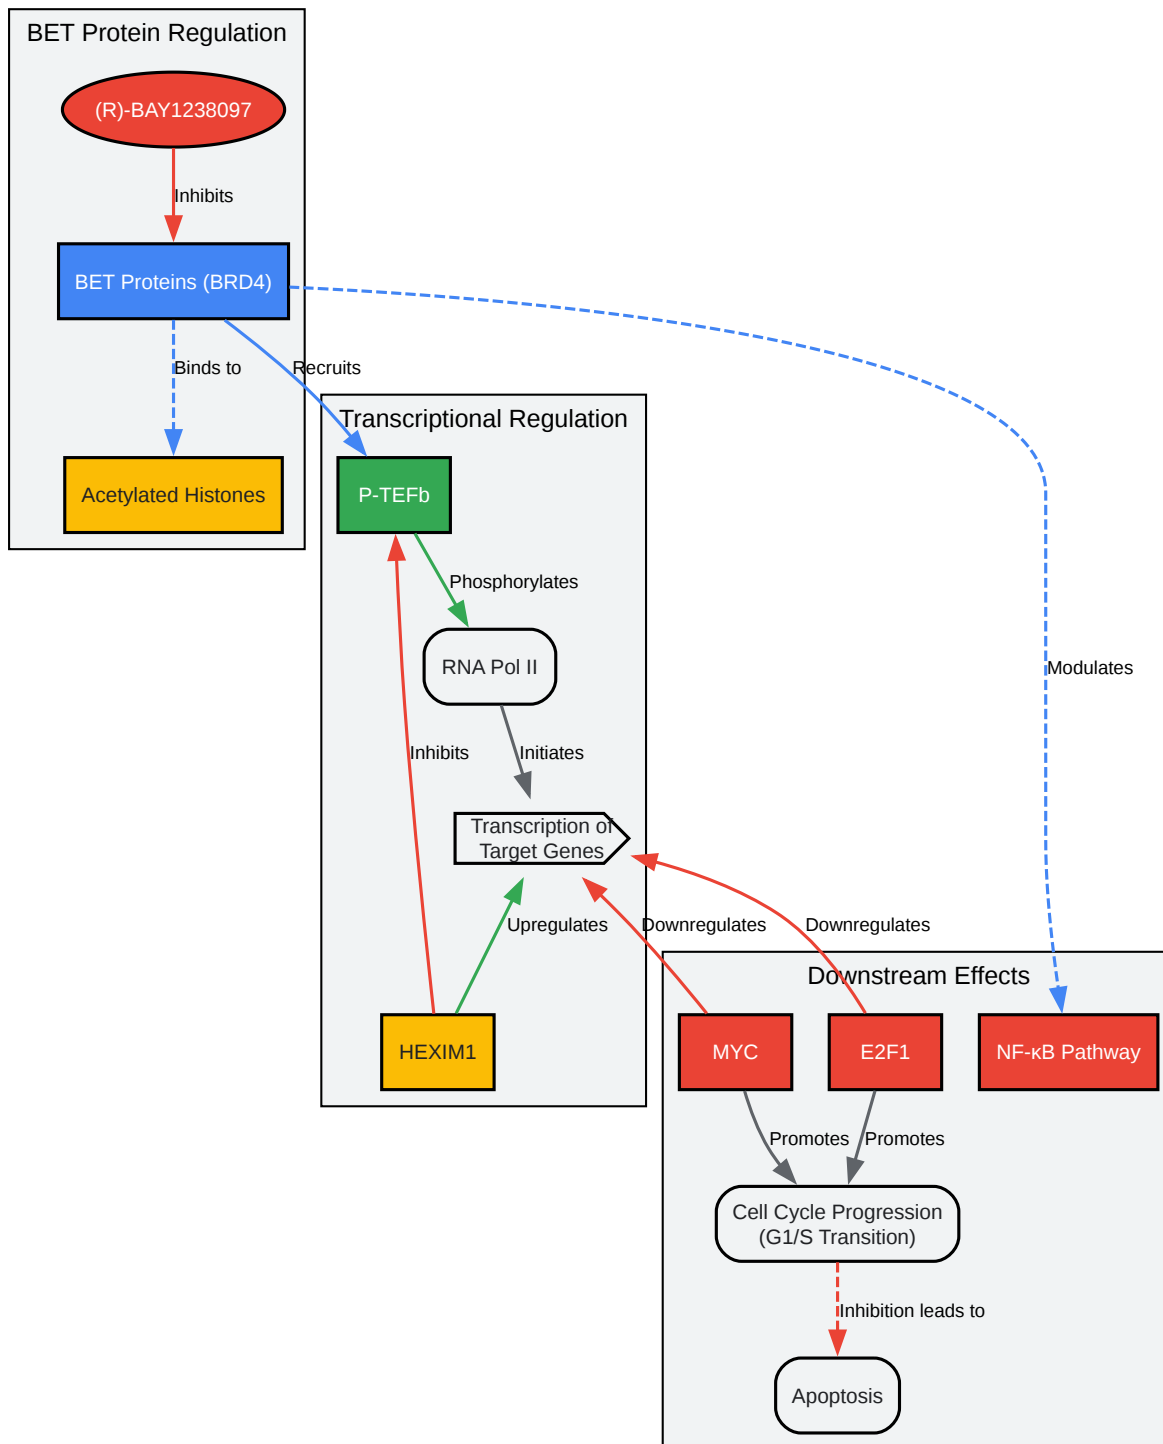 BET Protein Regulation
(R)-BAY1238097
Inhibits
BET Proteins (BRD4)
Binds to
Recruits
Acetylated Histones
Transcriptional Regulation
P-TEFb
Phosphorylates
RNA Pol II
Inhibits
Initiates
Modulates
Transcription of
Target Genes
Upregulates
Downregulates
Downregulates
HEXIM1
Downstream Effects
MYC
E2F1
NF-κB Pathway
Promotes
Promotes
Cell Cycle Progression
(G1/S Transition)
Inhibition leads to
Apoptosis